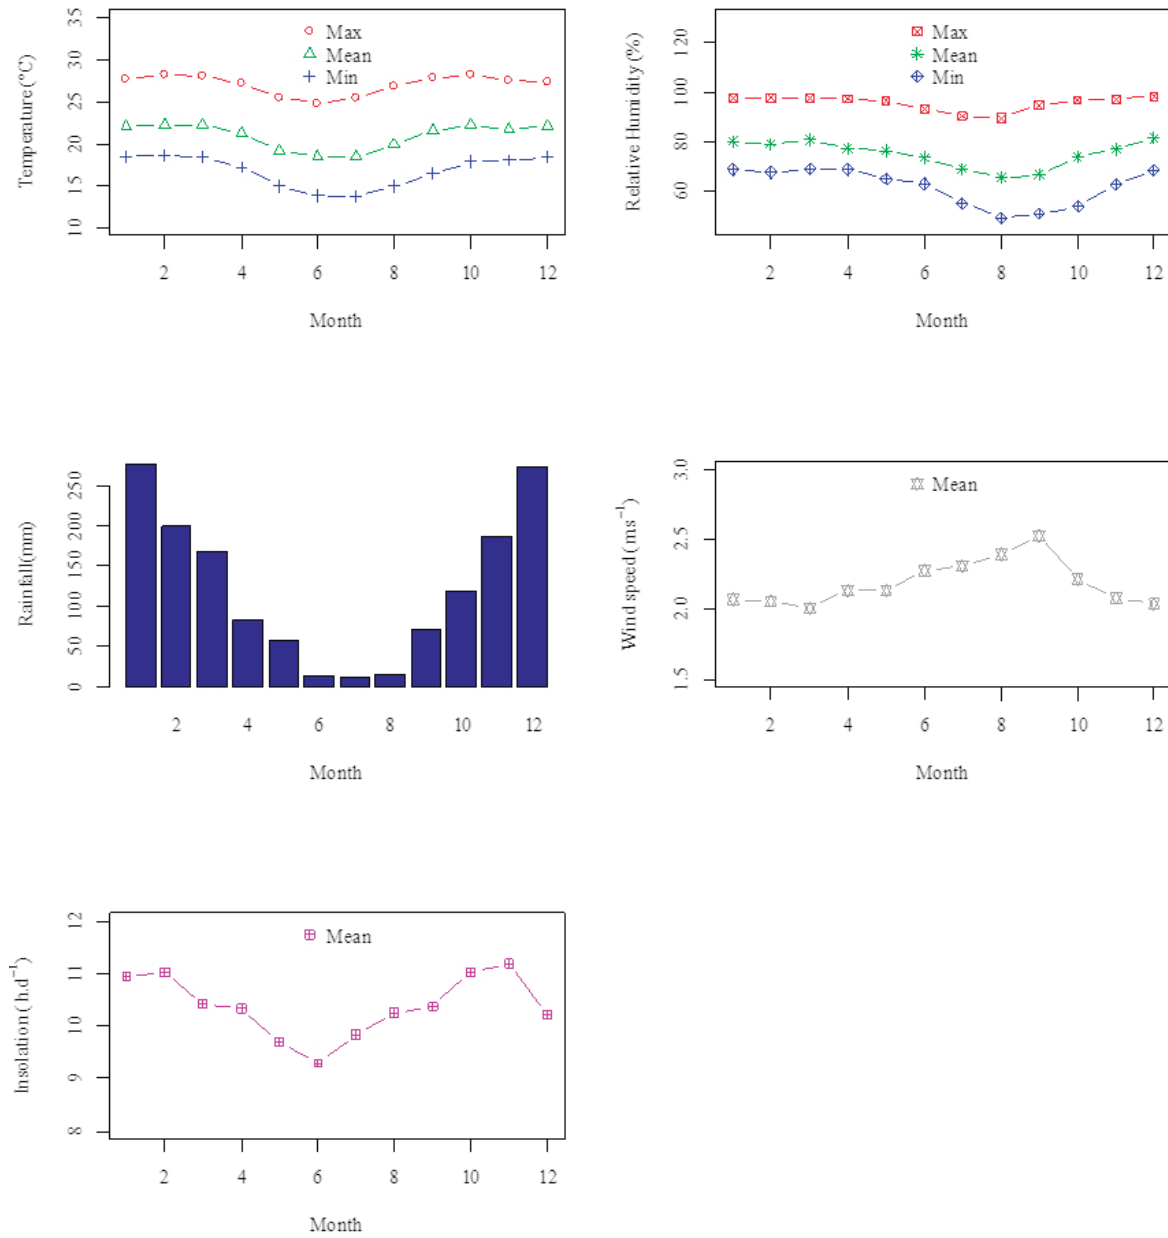 Temperature (°C)
35
30
25
20
15
10
Max
Mean
Min
2 4 6 8 10 12
Month
Relative Humidity (%)
120
100
80
60
Max
Mean
Min
2 4 6 8 10 12
Month
Rainfall(mm)
250
200
150
100
50
0
2 4 6 8 10 12
Month
Wind speed (ms⁻¹)
3.0
2.5
2.0
1.5
Mean
2 4 6 8 10 12
Month
Insolation (h.d⁻¹)
12
11
10
9
8
Mean
2 4 6 8 10 12
Month